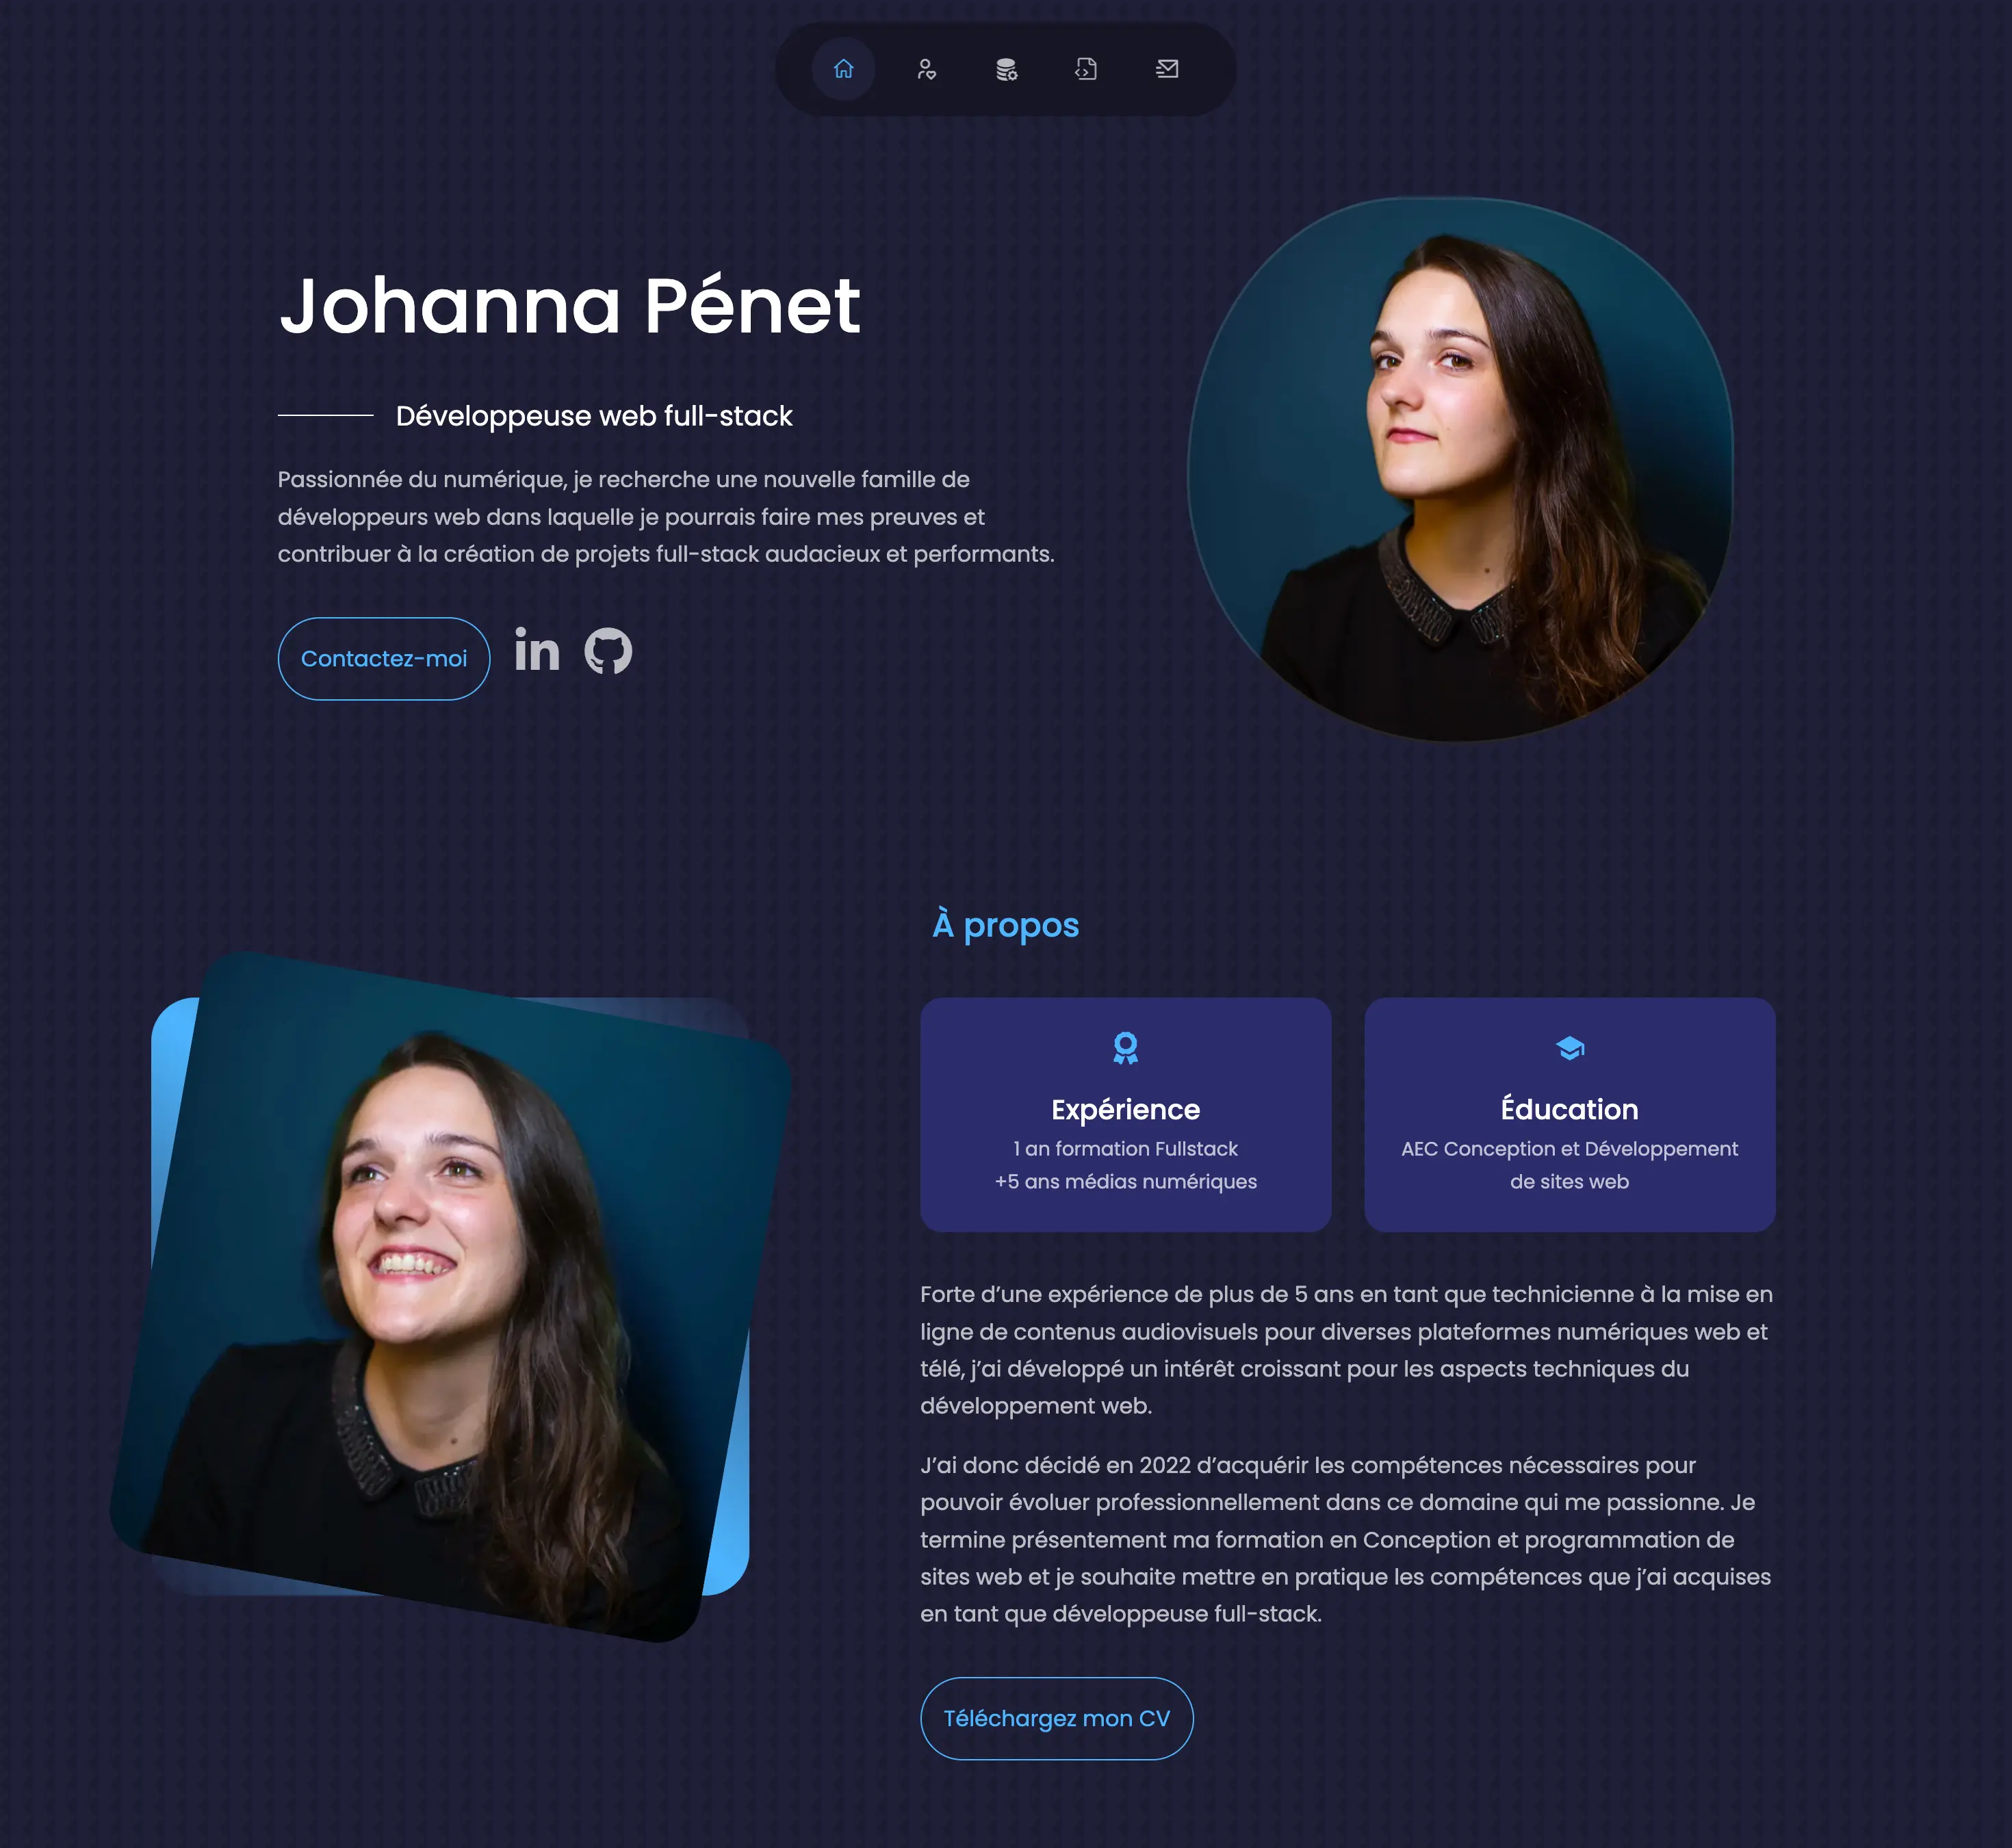 Johanna Pénet
Développeuse web full-stack
Passionnée du numérique, je recherche une nouvelle famille de
développeurs web dans laquelle je pourrais faire mes preuves et
contribuer à la création de projets full-stack audacieux et performants.
Contactez-moi
in
À propos
Expérience
1 an formation Fullstack
+5 ans médias numériques
Éducation
AEC Conception et Développement
de sites web
Forte d’une expérience de plus de 5 ans en tant que technicienne à la mise en
ligne de contenus audiovisuels pour diverses plateformes numériques web et
télé, j’ai développé un intérêt croissant pour les aspects techniques du
développement web.
J’ai donc décidé en 2022 d’acquérir les compétences nécessaires pour
pouvoir évoluer professionnellement dans ce domaine qui me passionne. Je
termine présentement ma formation en Conception et programmation de
sites web et je souhaite mettre en pratique les compétences que j’ai acquises
en tant que développeuse full-stack.
Téléchargez mon CV